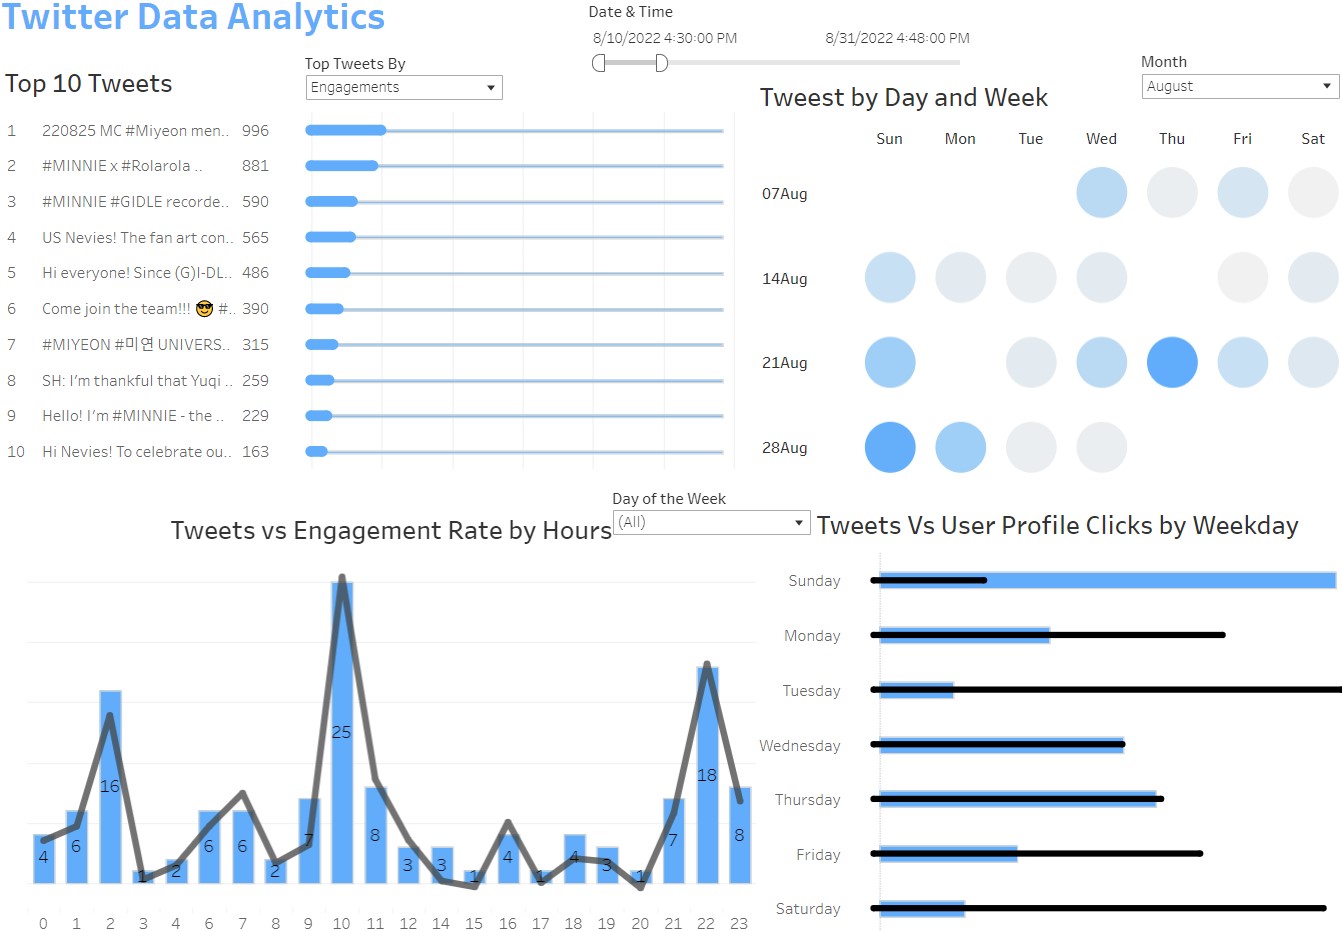 Twitter Data Analytics
Date & Time
8/10/2022 4:30:00 PM 8/31/2022 4:48:00 PM
Top Tweets By
Engagements
Month
August
Top 10 Tweets
1 220825 MC #Miyeon men.. 996
2 #MINNIE x #Rolarola .. 881
3 #MINNIE #GIDLE recorde.. 590
4 US Nevies! The fan art con.. 565
5 Hi everyone! Since (G)I-DL.. 486
6 Come join the team!!! 😎 #.. 390
7 #MIYEON #미연 UNIVERS.. 315
8 SH: I’m thankful that Yuqi .. 259
9 Hello! I’m #MINNIE - the .. 229
10 Hi Nevies! To celebrate ou.. 163
Tweest by Day and Week
Sun Mon Tue Wed Thu Fri Sat
07Aug
14Aug
21Aug
28Aug
Day of the Week
(All)
Tweets vs Engagement Rate by Hours
4 6 16 1 2 6 6 2 7 25 8 3 3 1 4 1 4 3 1 7 18 8
0 1 2 3 4 6 7 8 9 10 11 12 14 15 16 17 18 19 20 21 22 23
Tweets Vs User Profile Clicks by Weekday
Sunday
Monday
Tuesday
Wednesday
Thursday
Friday
Saturday